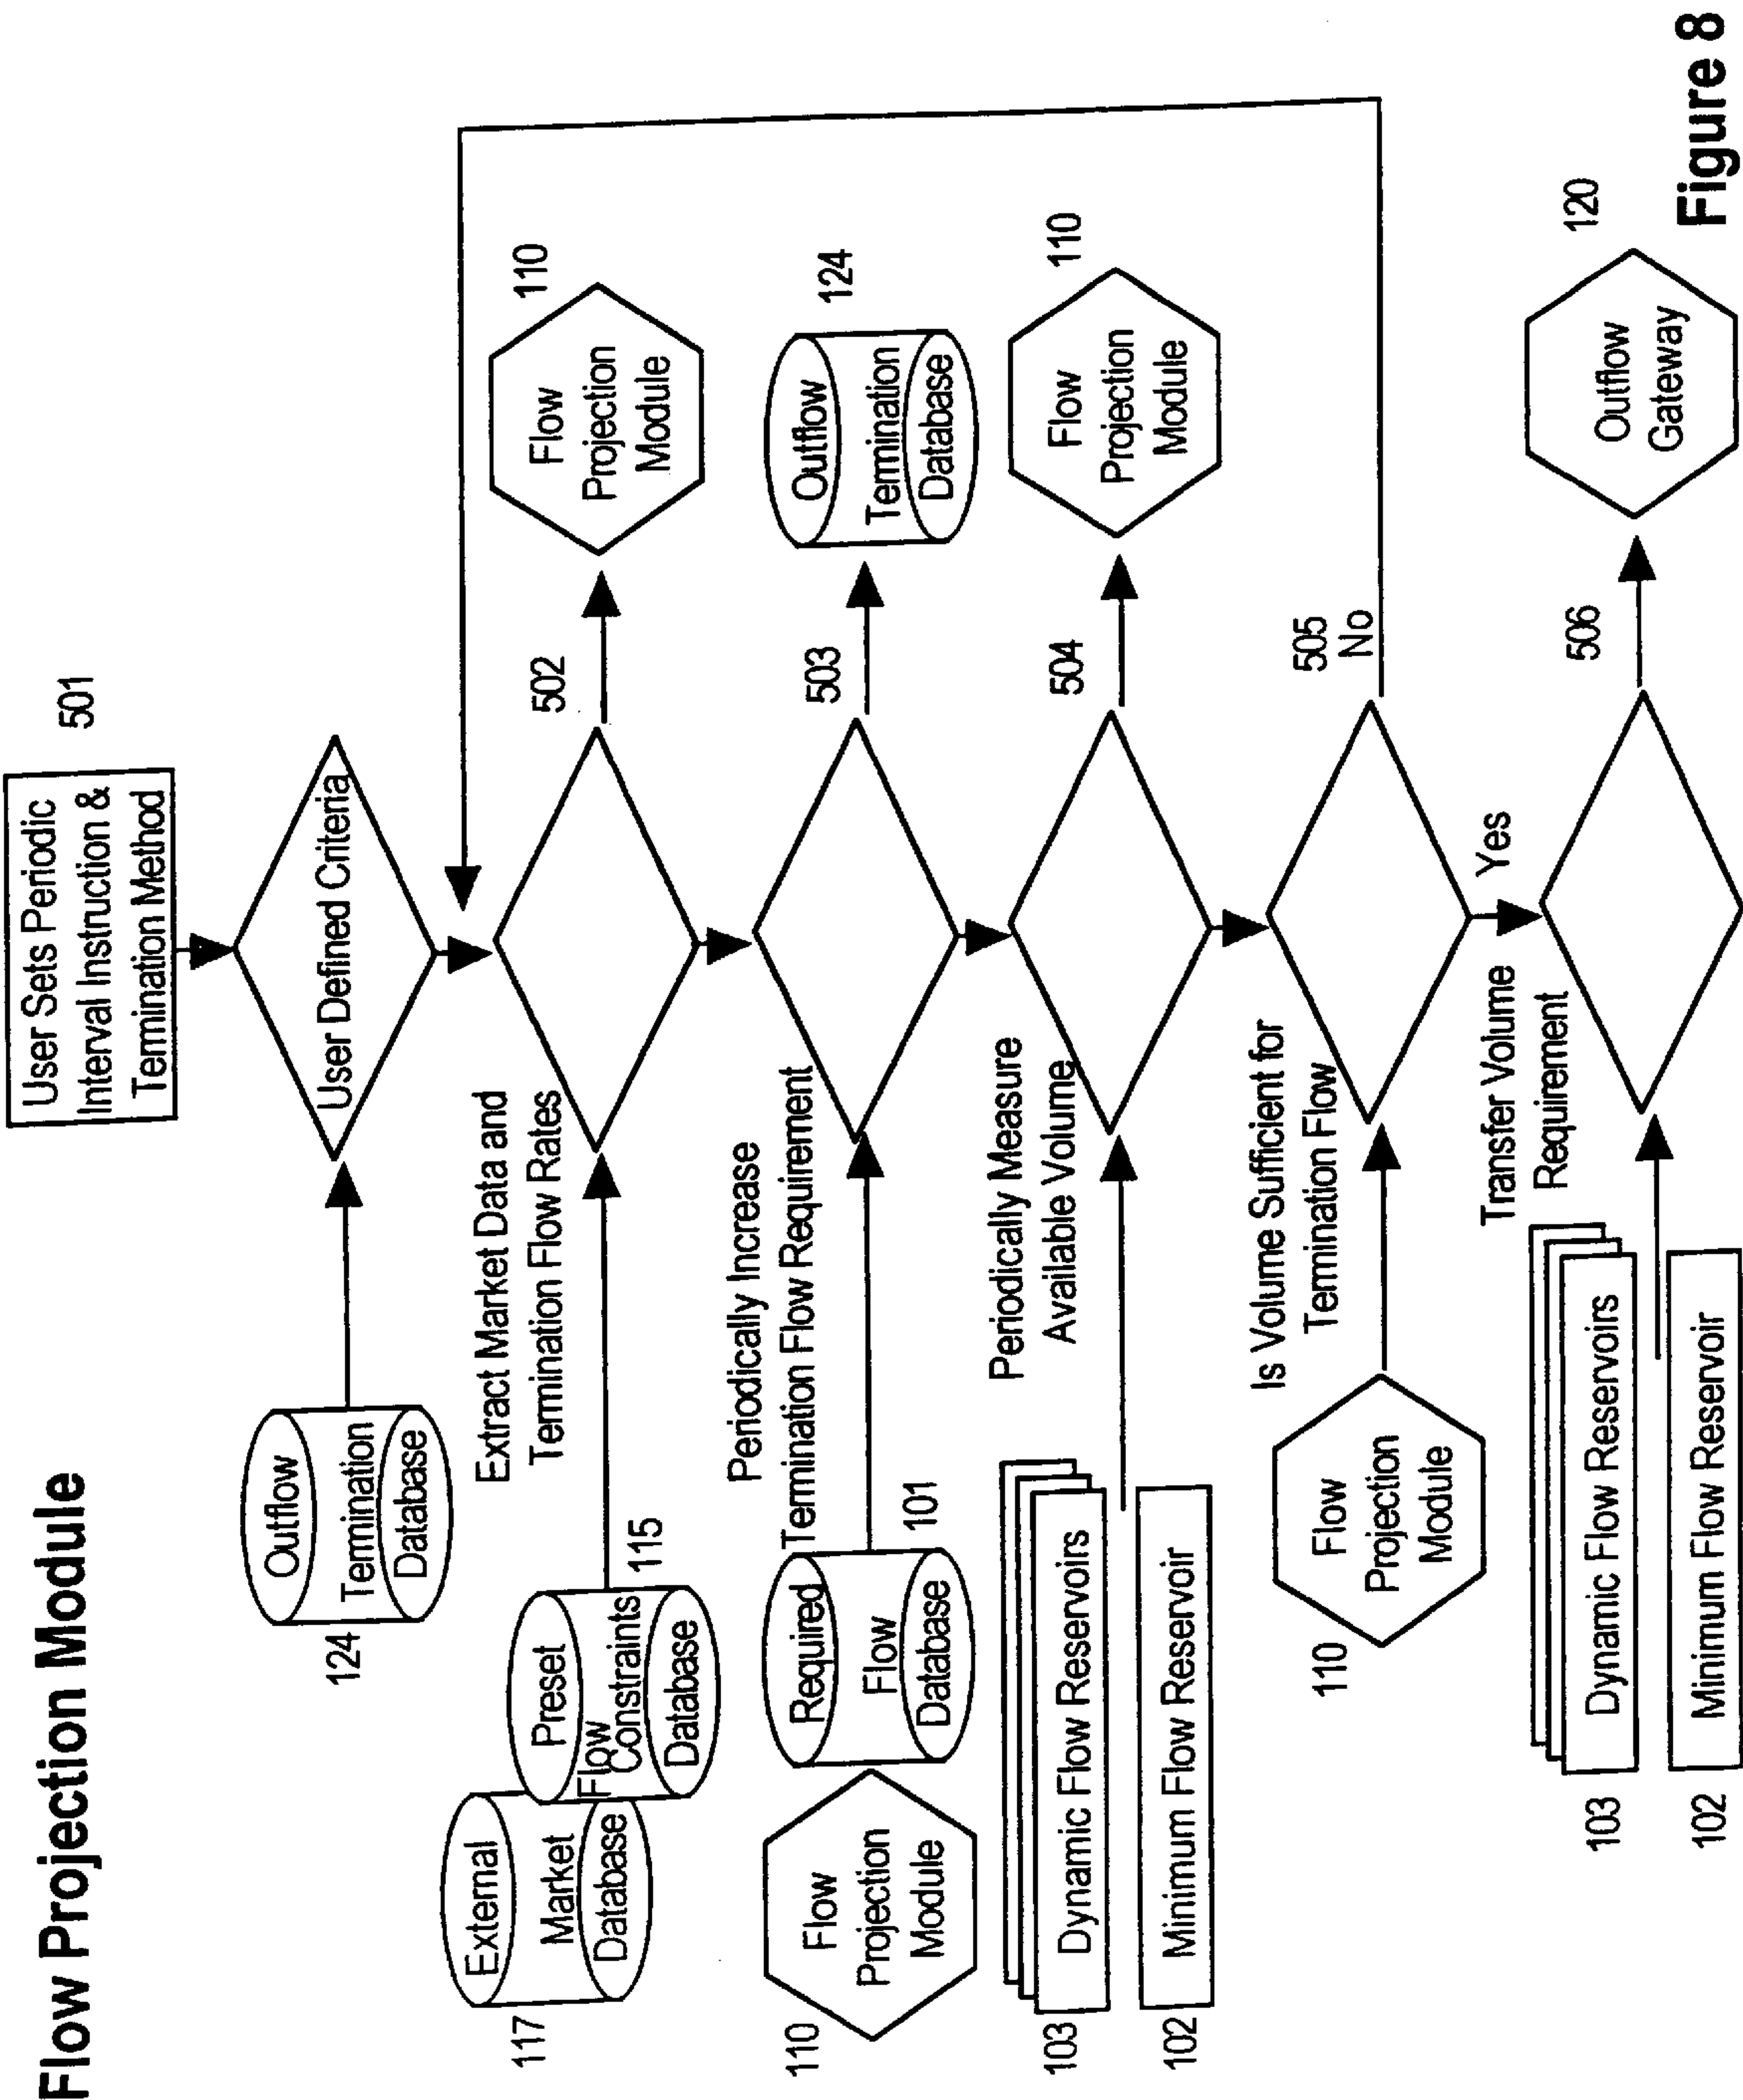 Flow Projection Module
User Sets Periodic
Interval Instruction &
Termination Method
501
User Defined Criteria
Outflow
Termination
Database
124
Extract Market Data and
Termination Flow Rates
External
Market
Database
117
Preset
Flow
Constraints
Database
115
502
Flow
Projection
Module
110
Periodically Increase
Termination Flow Requirement
Flow
Projection
Module
110
Required
Flow
Database
101
503
Outflow
Termination
Database
124
Periodically Measure
Available Volume
Dynamic Flow Reservoirs
103
Minimum Flow Reservoir
102
504
Flow
Projection
Module
110
Is Volume Sufficient for
Termination Flow
Flow
Projection
Module
110
505
No
Yes
Transfer Volume
Requirement
Dynamic Flow Reservoirs
103
Minimum Flow Reservoir
102
506
Outflow
Gateway
120
Figure 8